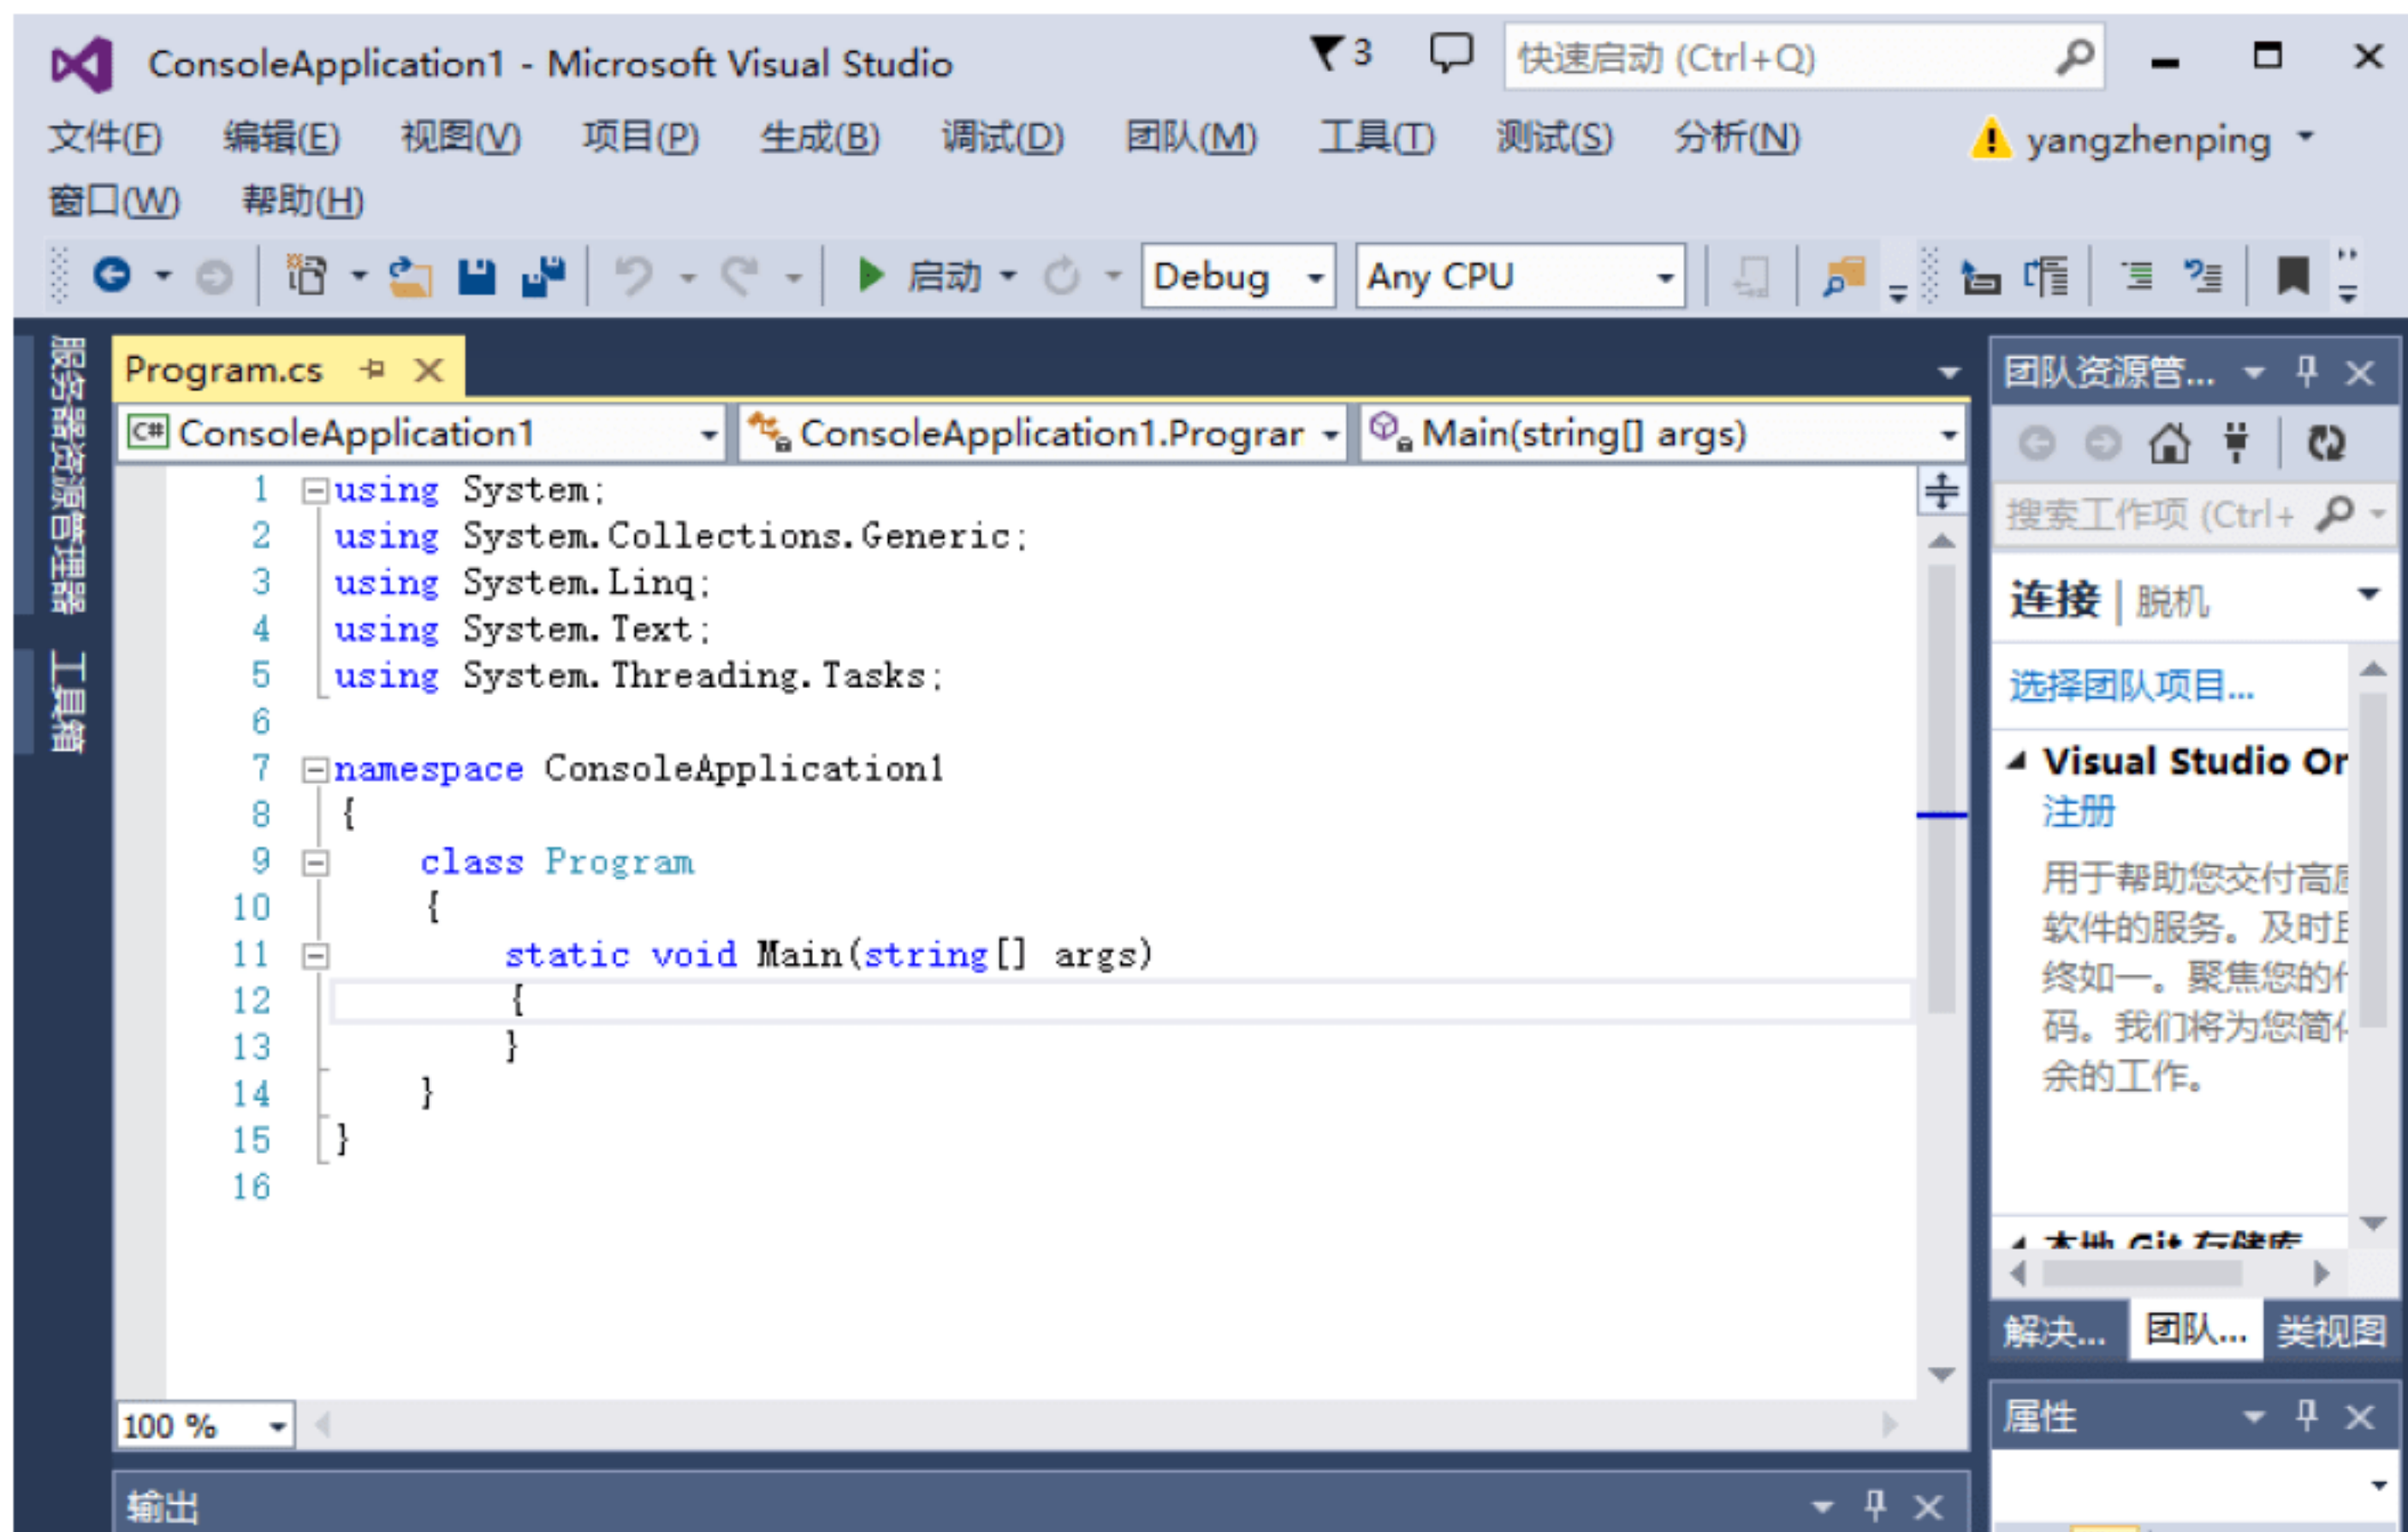 ConsoleApplication1 - Microsoft Visual Studio
3
快速启动 (Ctrl+Q)
文件(F) 编辑(E) 视图(V) 项目(P) 生成(B) 调试(D) 团队(M) 工具(T) 测试(S) 分析(N)
yangzhenping
窗口(W) 帮助(H)
启动 Debug Any CPU
服务器资源管理器
工具箱
Program.cs
C# ConsoleApplication1
ConsoleApplication1.Prograr
Main(string[] args)
1 using System;
2 using System.Collections.Generic;
3 using System.Linq;
4 using System.Text;
5 using System.Threading.Tasks;
6
7 namespace ConsoleApplication1
8 {
9 class Program
10 {
11 static void Main(string[] args)
12 {
13 }
14 }
15 }
16
100 %
输出
团队资源管...
搜索工作项 (Ctrl+
连接 | 脱机
选择团队项目...
Visual Studio Or
注册
用于帮助您交付高
软件的服务。及时
终如一。聚焦您的
码。我们将为您简
余的工作。
本地 Git 存储库
解决... 团队... 类视图
属性